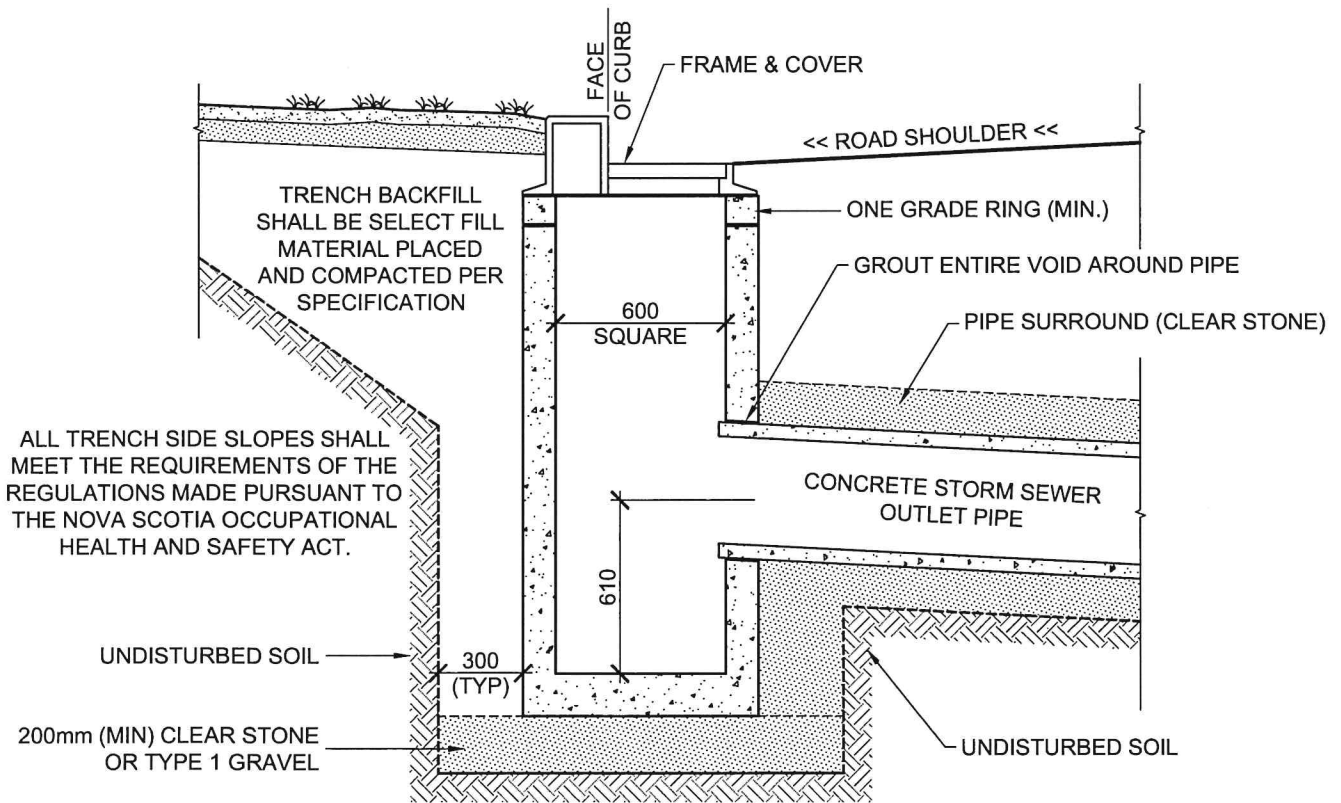 FACE
OF CURB
FRAME & COVER
<< ROAD SHOULDER <<
TRENCH BACKFILL
SHALL BE SELECT FILL
MATERIAL PLACED
AND COMPACTED PER
SPECIFICATION
ONE GRADE RING (MIN.)
GROUT ENTIRE VOID AROUND PIPE
600
SQUARE
PIPE SURROUND (CLEAR STONE)
ALL TRENCH SIDE SLOPES SHALL
MEET THE REQUIREMENTS OF THE
REGULATIONS MADE PURSUANT TO
THE NOVA SCOTIA OCCUPATIONAL
HEALTH AND SAFETY ACT.
CONCRETE STORM SEWER
OUTLET PIPE
610
UNDISTURBED SOIL
300
(TYP)
200mm (MIN) CLEAR STONE
OR TYPE 1 GRAVEL
UNDISTURBED SOIL